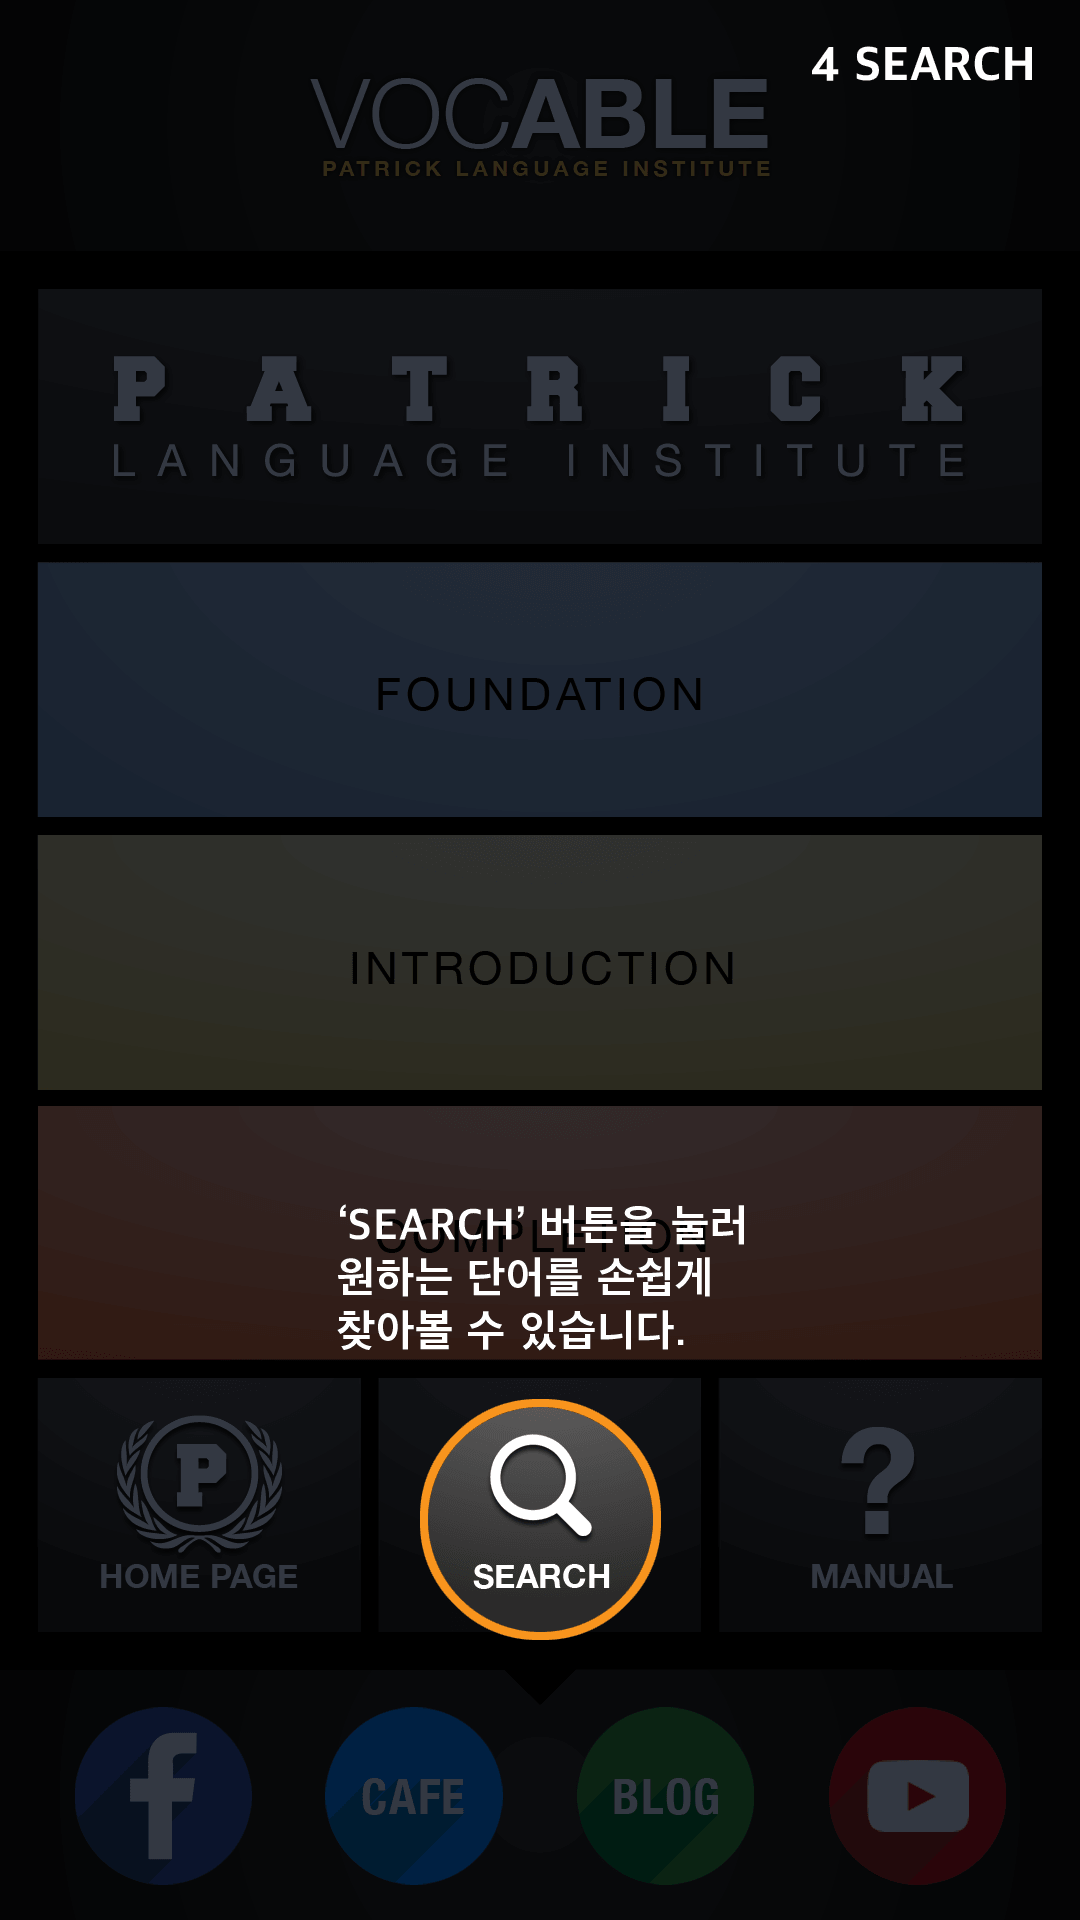 4 SEARCH
VOCABLE
PATRICK LANGUAGE INSTITUTE
PATRICK
LANGUAGE INSTITUTE
FOUNDATION
INTRODUCTION
COMPLETION
‘SEARCH’ 버튼을 눌러
원하는 단어를 손쉽게
찾아볼 수 있습니다.
P
HOME PAGE
SEARCH
?
MANUAL
f
CAFE
BLOG